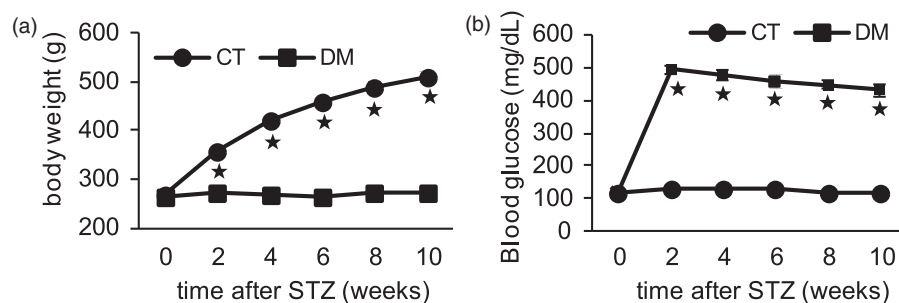 (a)
body weight (g)
600
500
400
300
200
CT DM
0 2 4 6 8 10
time after STZ (weeks)
(b)
Blood glucose (mg/dL)
600
500
400
300
200
100
0
CT DM
0 2 4 6 8 10
time after STZ (weeks)